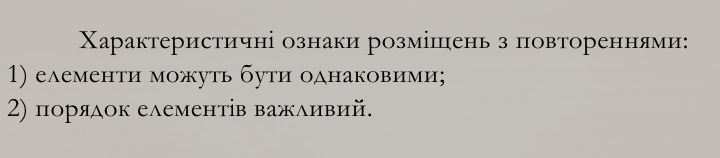 Характеристичні ознаки розміщень з повтореннями:
1) елементи можуть бути однаковими;
2) порядок елементів важливий.